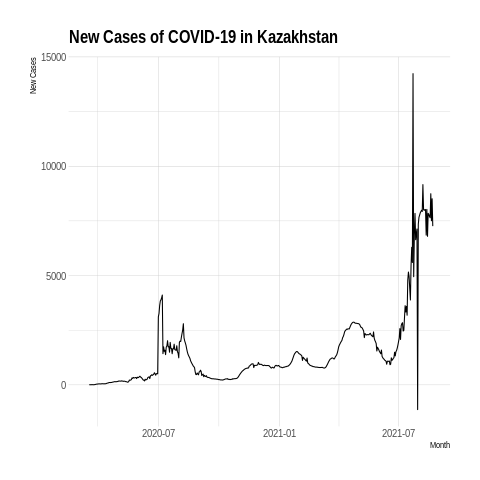 New Cases of COVID-19 in Kazakhstan
New Cases
15000
10000
5000
0
2020-07
2021-01
2021-07
Month